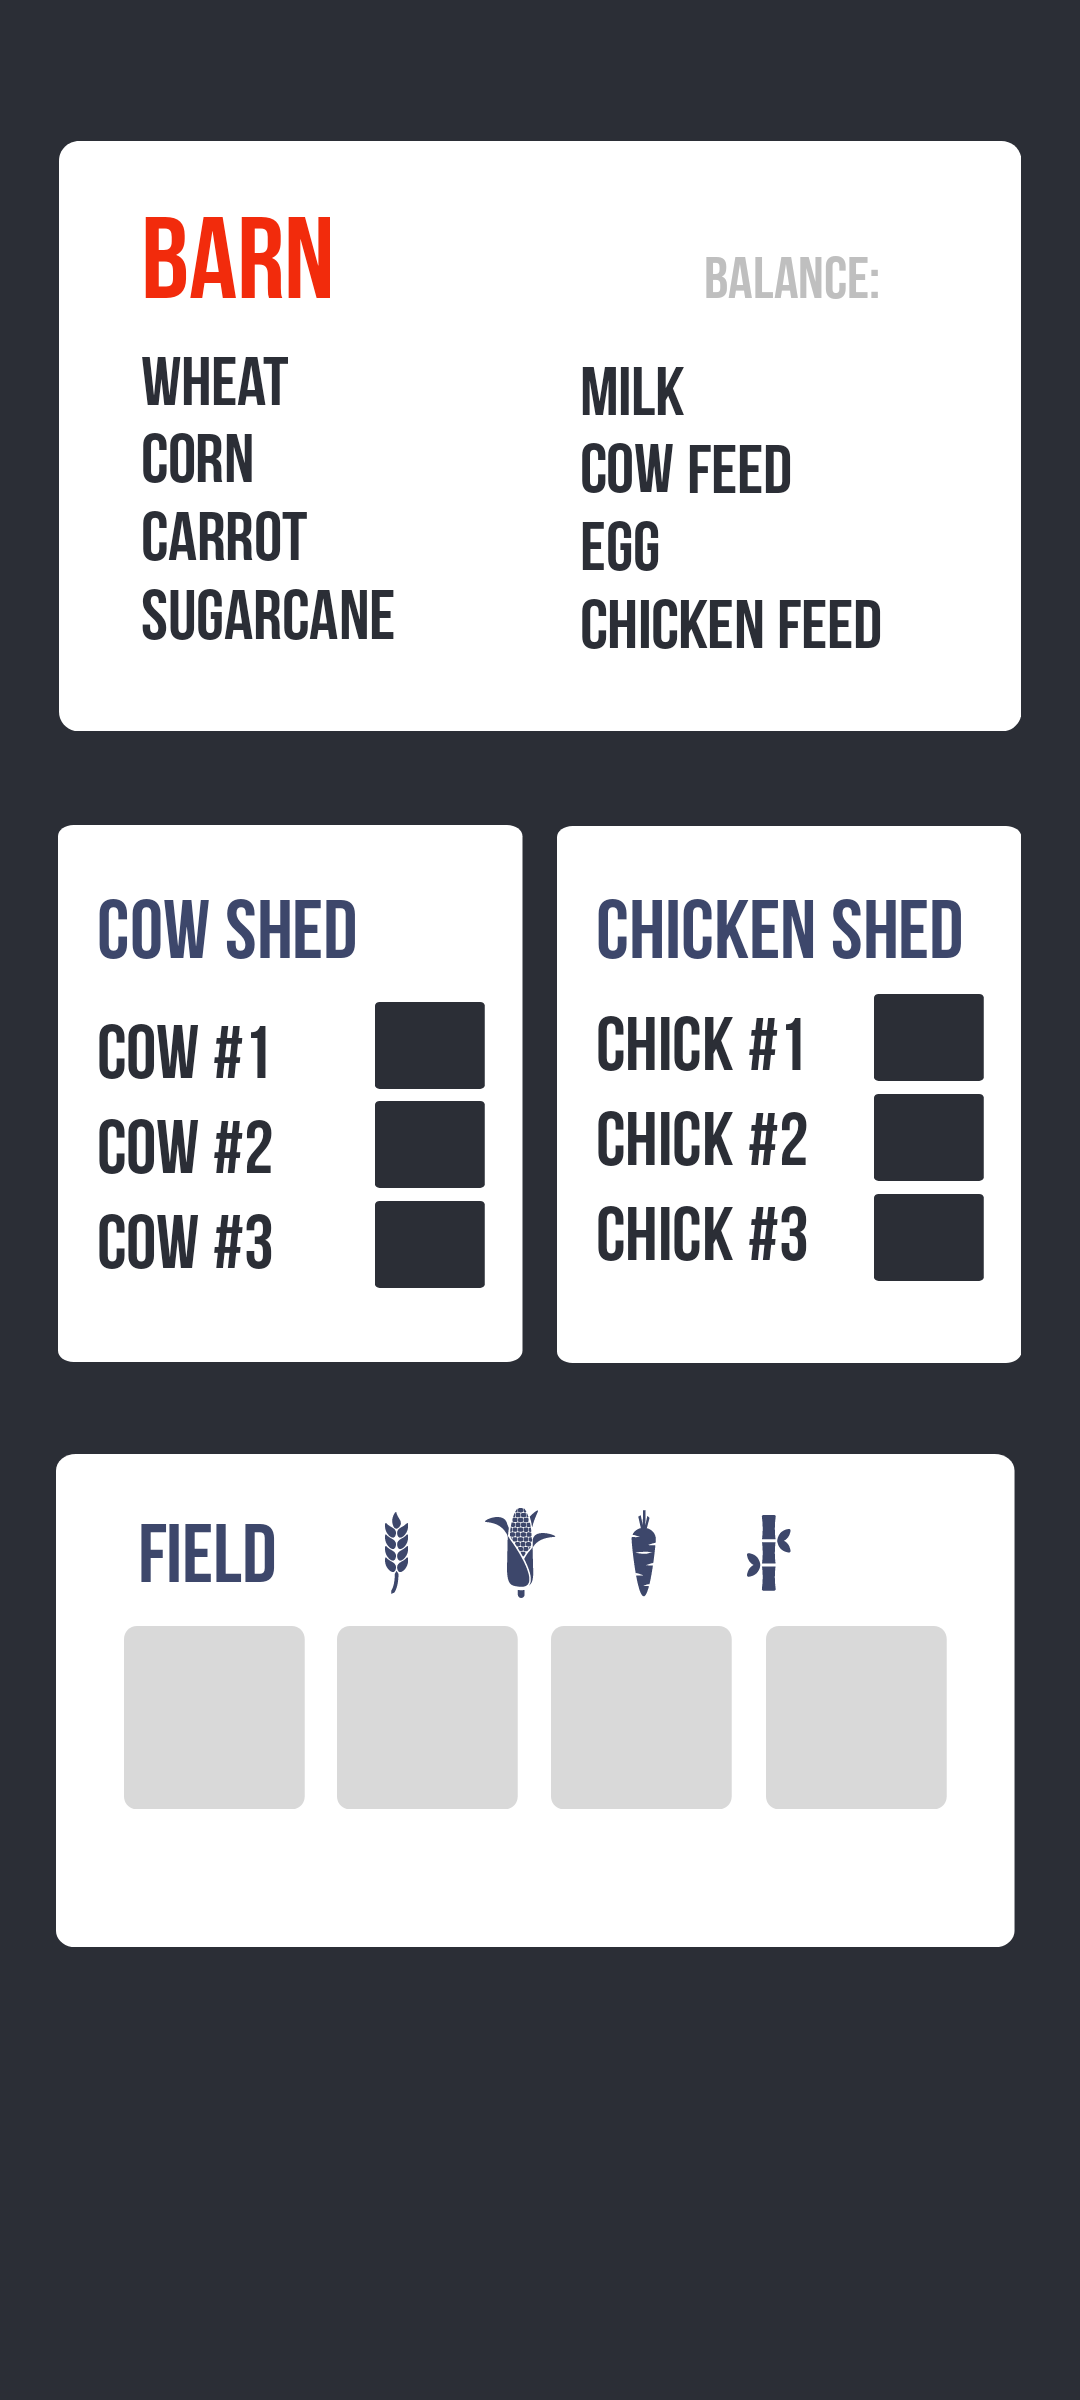 BARN
BALANCE:
WHEAT
CORN
CARROT
SUGARCANE
MILK
COW FEED
EGG
CHICKEN FEED
COW SHED
COW #1
COW #2
COW #3
CHICKEN SHED
CHICK #1
CHICK #2
CHICK #3
FIELD